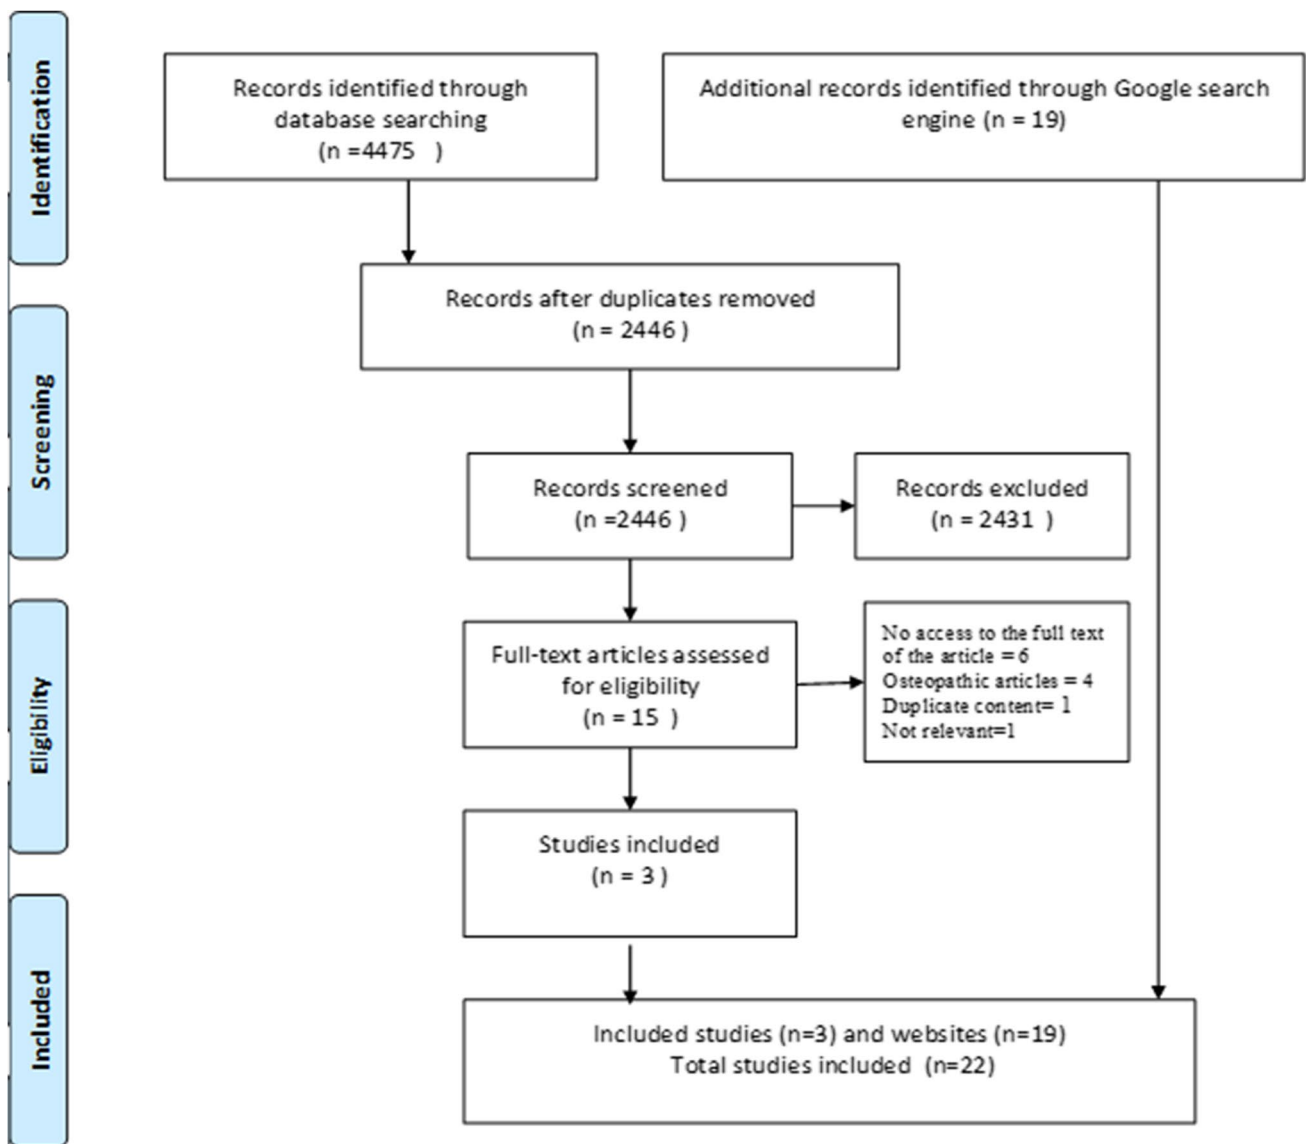 Identification
Records identified through
database searching
(n =4475   )
Additional records identified through Google search
engine (n = 19)
Records after duplicates removed
(n = 2446 )
Screening
Records screened
(n =2446 )
Records excluded
(n = 2431  )
Eligibility
Full-text articles assessed
for eligibility
(n = 15  )
No access to the full text
of the article = 6
Osteopathic articles = 4
Duplicate content= 1
Not relevant=1
Studies included
(n = 3 )
Included
Included studies (n=3) and websites (n=19)
Total studies included  (n=22)